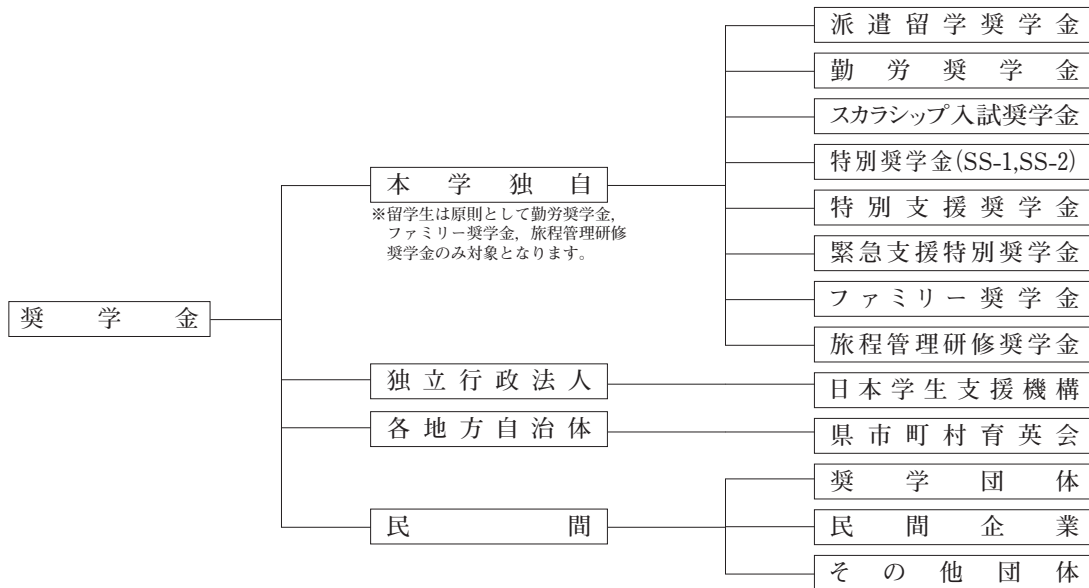 派遣留学奨学金
勤労奨学金
スカラシップ入試奨学金
特別奨学金(SS-1,SS-2)
本学独自
特別支援奨学金
※留学生は原則として勤労奨学金,
ファミリー奨学金, 旅程管理研修
奨学金のみ対象となります。
緊急支援特別奨学金
ファミリー奨学金
奨学金
旅程管理研修奨学金
独立行政法人
日本学生支援機構
各地方自治体
県市町村育英会
奨学団体
民間
民間企業
その他団体